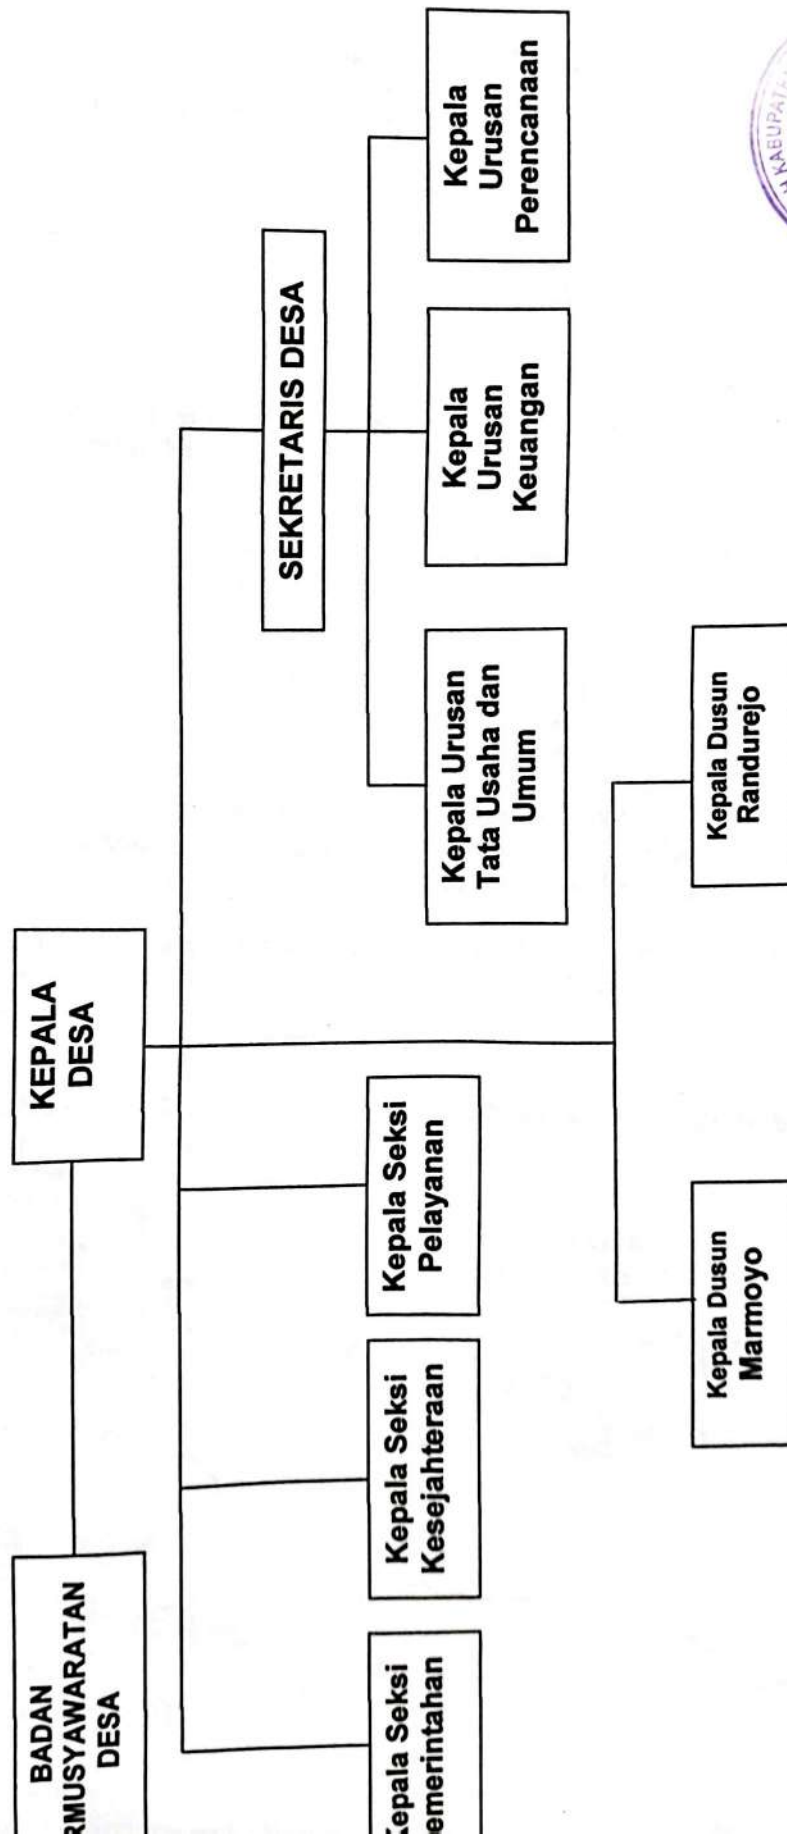 BADAN
RMUSYAWARATAN
DESA
KEPALA
DESA
SEKRETARIS DESA
Kepala Seksi
emerintahan
Kepala Seksi
Kesejahteraan
Kepala Seksi
Pelayanan
Kepala Urusan
Tata Usaha dan
Umum
Kepala
Urusan
Keuangan
Kepala
Urusan
Perencanaan
Kepala Dusun
Marmoyo
Kepala Dusun
Randurejo